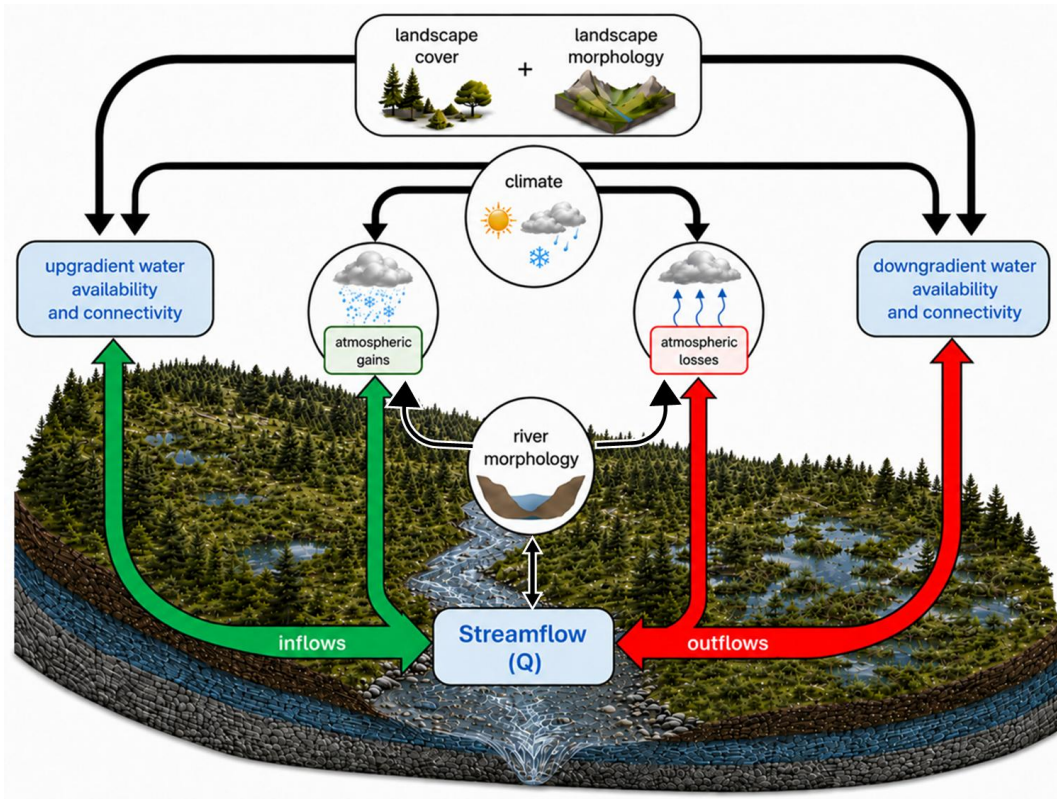 landscape
cover
+
landscape
morphology
climate
upgradient water
availability
and connectivity
downgradient water
availability
and connectivity
atmospheric
gains
atmospheric
losses
river
morphology
inflows
Streamflow
(Q)
outflows